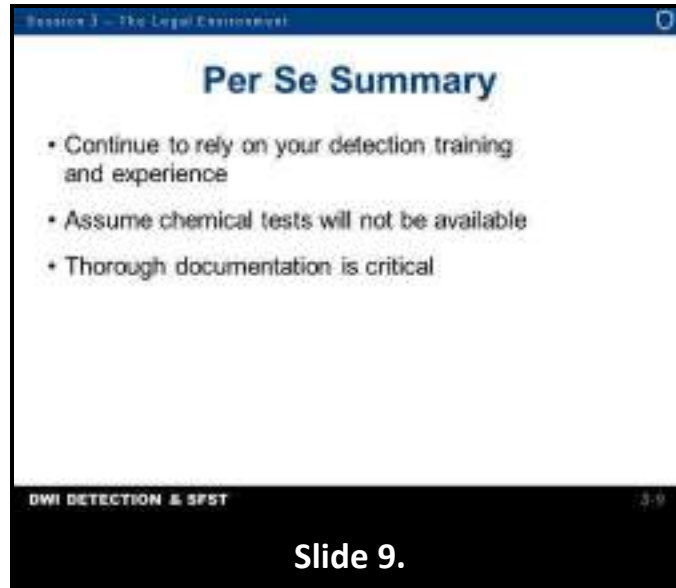 Session 3 – The Legal Environment
Per Se Summary
• Continue to rely on your detection training
and experience
• Assume chemical tests will not be available
• Thorough documentation is critical
DWI DETECTION & SFST
3-9
Slide 9.